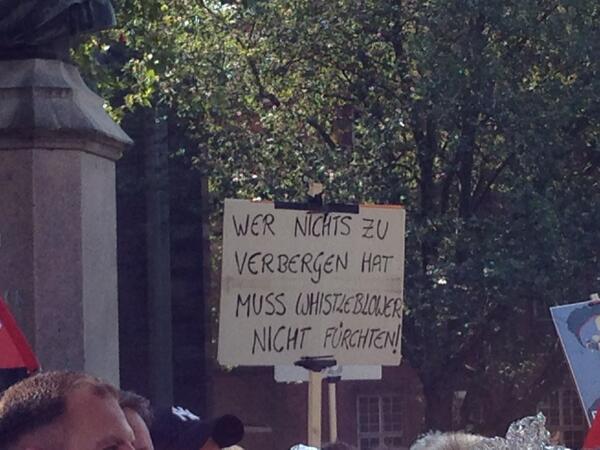 WER NICHTS ZU
VERBERGEN HAT
MUSS WHISTLEBLOWER
NICHT FÜRCHTEN!